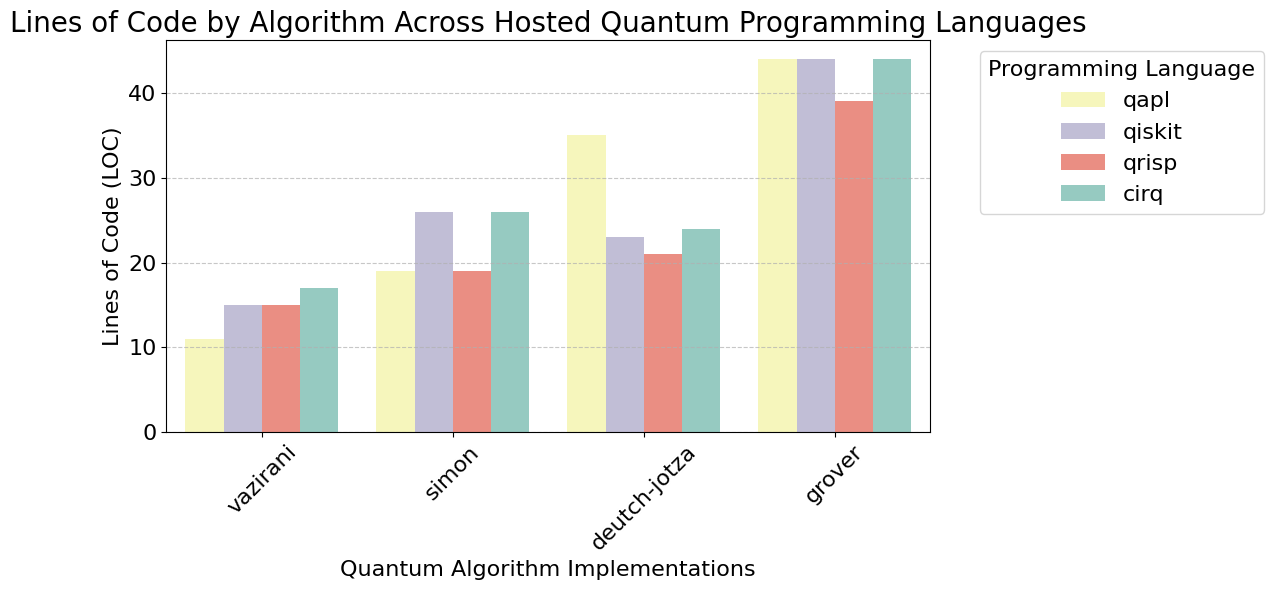 Lines of Code by Algorithm Across Hosted Quantum Programming Languages
Lines of Code (LOC)
40
30
20
10
0
vazirani
simon
deutch-jotza
grover
Quantum Algorithm Implementations
Programming Language
qapl
qiskit
qrisp
cirq